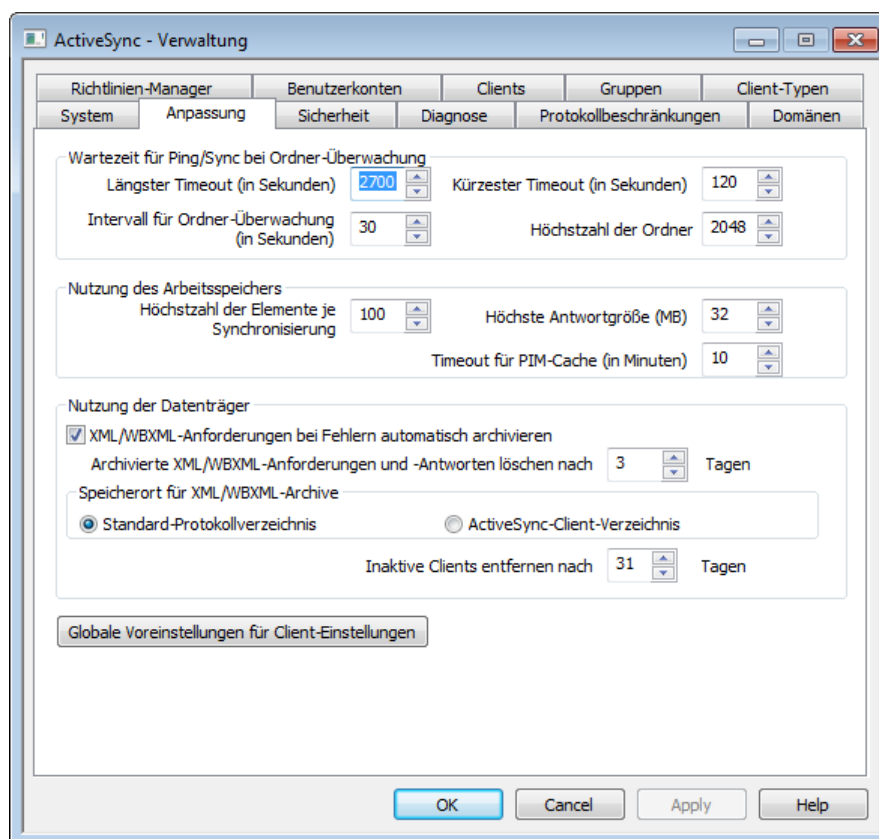 ActiveSync - Verwaltung
Richtlinien-Manager Benutzerkonten Clients Gruppen Client-Typen
System Anpassung Sicherheit Diagnose Protokollbeschränkungen Domänen
Wartezeit für Ping/Sync bei Ordner-Überwachung
Längster Timeout (in Sekunden) 2700 Kürzester Timeout (in Sekunden) 120
Intervall für Ordner-Überwachung
(in Sekunden) 30 Höchstzahl der Ordner 2048
Nutzung des Arbeitsspeichers
Höchstzahl der Elemente je
Synchronisierung 100 Höchste Antwortgröße (MB) 32
Timeout für PIM-Cache (in Minuten) 10
Nutzung der Datenträger
XML/WBXML-Anforderungen bei Fehlern automatisch archivieren
Archivierte XML/WBXML-Anforderungen und -Antworten löschen nach 3 Tagen
Speicherort für XML/WBXML-Archive
Standard-Protokollverzeichnis ActiveSync-Client-Verzeichnis
Inaktive Clients entfernen nach 31 Tagen
Globale Voreinstellungen für Client-Einstellungen
OK Cancel Apply Help